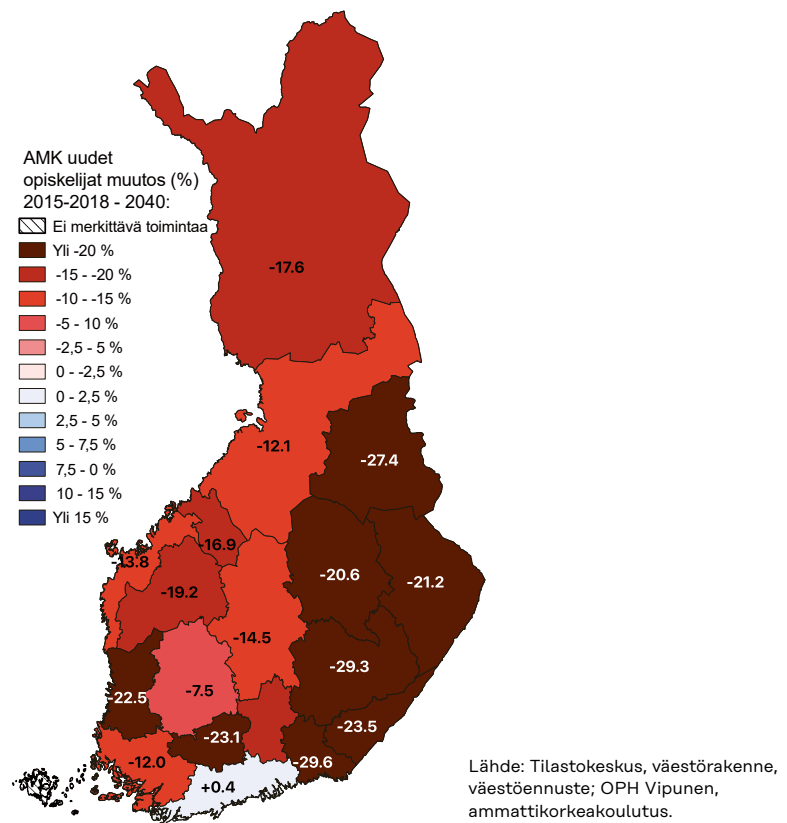 AMK uudet
opiskelijat muutos (%)
2015-2018 - 2040:
Ei merkittävä toimintaa
Yli -20 %
-15 - -20 %
-10 - -15 %
-5 - 10 %
-2,5 - 5 %
0 - -2,5 %
0 - 2,5 %
2,5 - 5 %
5 - 7,5 %
7,5 - 0 %
10 - 15 %
Yli 15 %
-17.6
-12.1
-27.4
-16.9
-13.8
-20.6
-21.2
-19.2
-14.5
-29.3
-7.5
-22.5
-23.5
-23.1
-12.0
-29.6
+0.4
Lähde: Tilastokeskus, väestörakenne,
väestöennuste; OPH Vipunen,
ammattikorkeakoulutus.